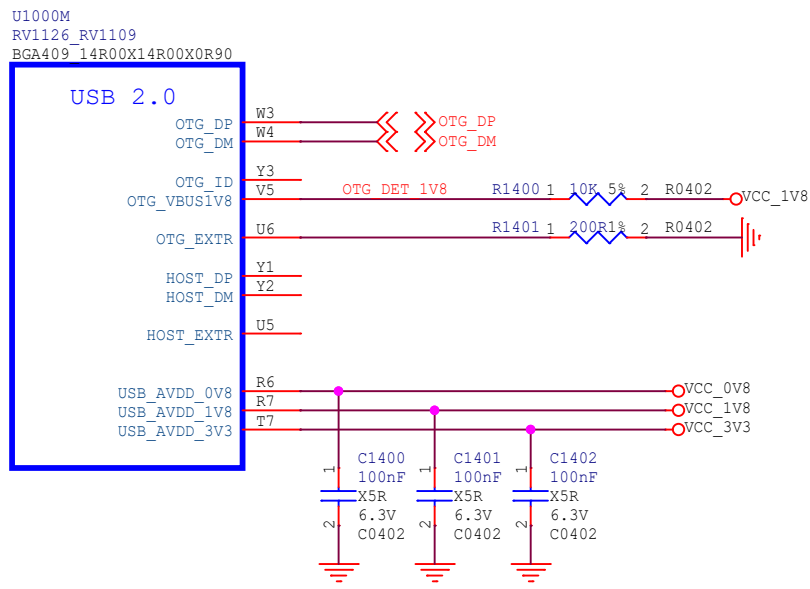 U1000M
RV1126_RV1109
BGA409_14R00X14R00X0R90
USB 2.0
OTG_DP W3 OTG_DP
OTG_DM W4 OTG_DM
OTG_ID Y3
OTG_VBUS1V8 V5 OTG_DET_1V8 R1400 1 10K 5% 2 R0402 VCC_1V8
OTG_EXTR U6 R1401 1 200R1% 2 R0402
HOST_DP Y1
HOST_DM Y2
HOST_EXTR U5
USB_AVDD_0V8 R6 VCC_0V8
USB_AVDD_1V8 R7 VCC_1V8
USB_AVDD_3V3 T7 VCC_3V3
C1400 C1401 C1402
1 100nF 1 100nF 1 100nF
X5R X5R X5R
2 6.3V 2 6.3V 2 6.3V
C0402 C0402 C0402